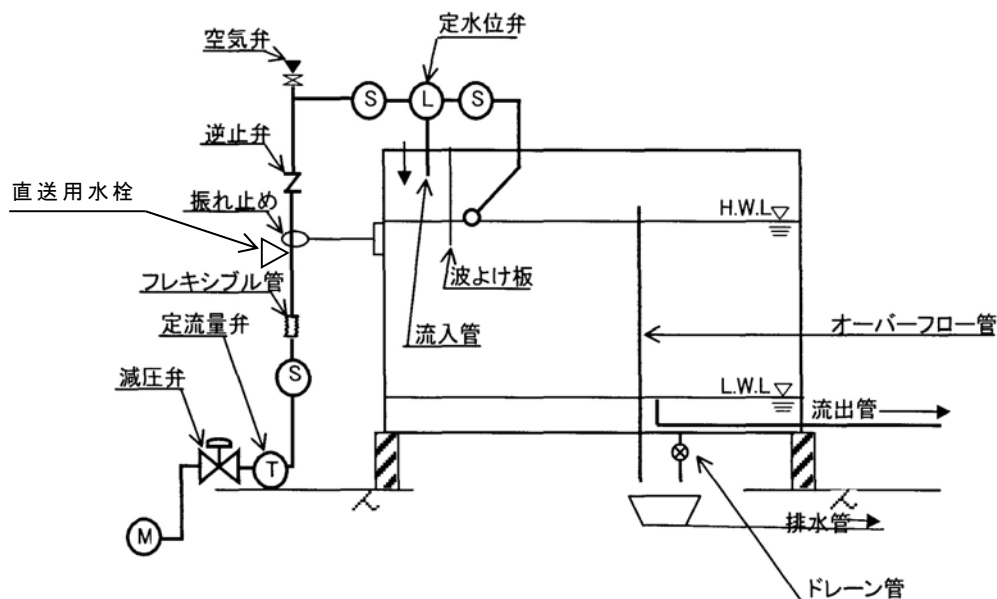 定水位弁
空気弁
S
L
S
逆止弁
直送用水栓
振れ止め
H.W.L
フレキシブル管
波よけ板
定流量弁
流入管
オーバーフロー管
減圧弁
S
L.W.L
流出管
T
M
排水管
ドレーン管